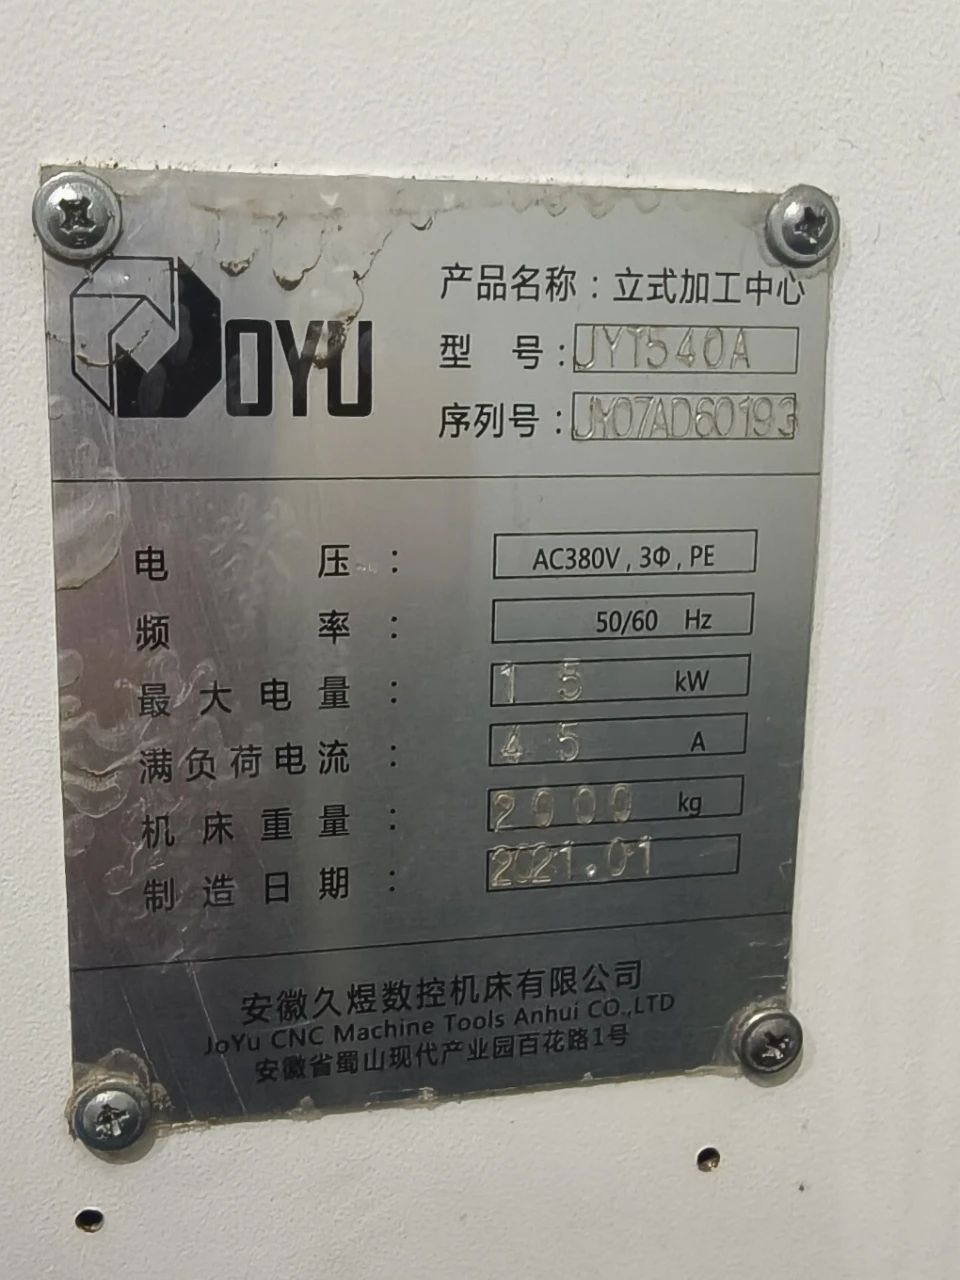 JOYU
产品名称：立式加工中心
型 号：JY1540A
序列号：JY07AD60193
电 压： AC380V，3Φ，PE
频 率： 50/60 Hz
最大电量： 15 kW
满负荷电流： 45 A
机床重量： 2900 kg
制造日期： 2021.01
安徽久煜数控机床有限公司
JoYu CNC Machine Tools Anhui CO.,LTD
安徽省蜀山现代产业园百花路1号